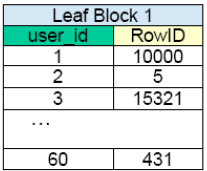 Leaf Block 1
user_id RowID
1 10000
2 5
3 15321
...
60 431